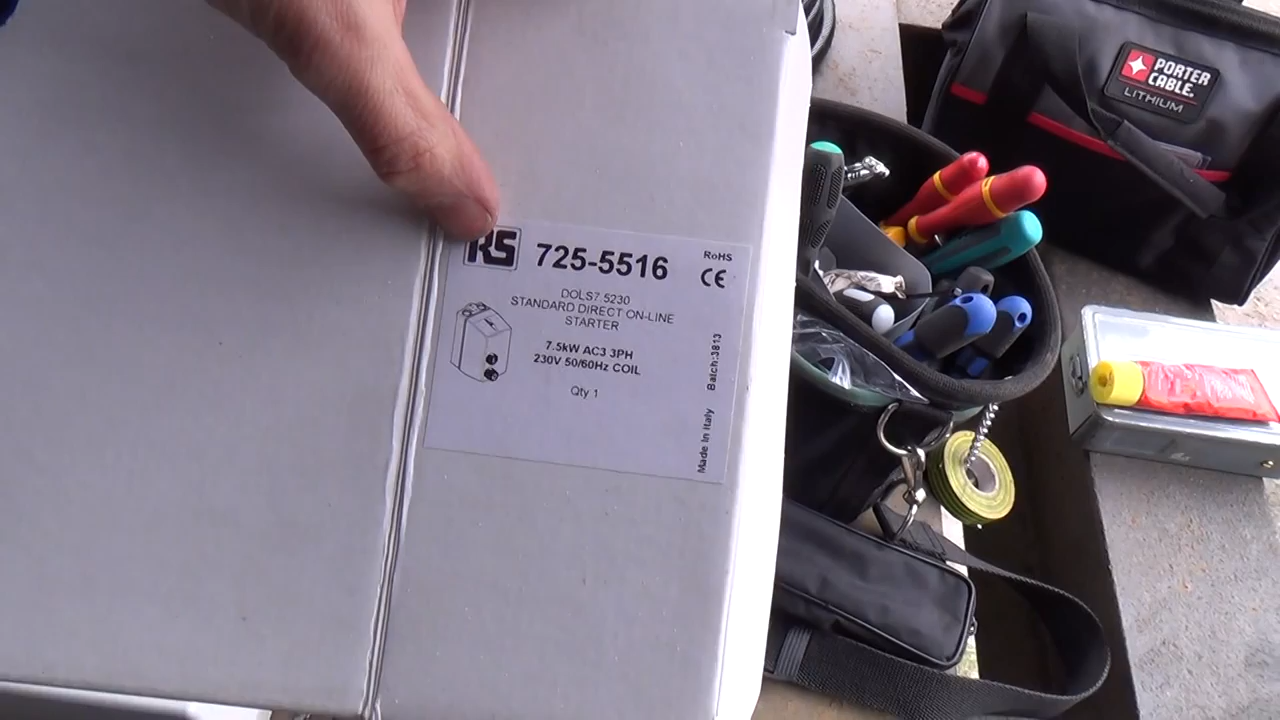 RS
725-5516
RoHS
CE
DOLS7.5230
STANDARD DIRECT ON-LINE
STARTER
7.5kW AC3 3PH
230V 50/60Hz COIL
Qty 1
Made In Italy Batch:3813
PORTER
CABLE.
LITHIUM